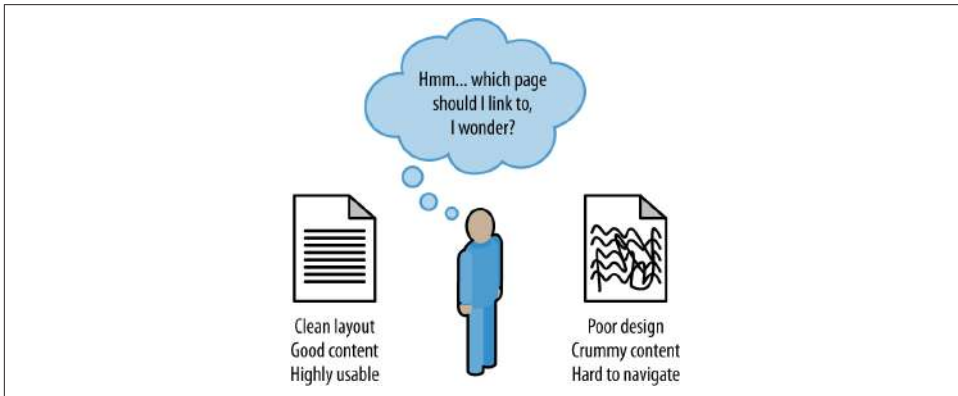 Hmm... which page
should I link to,
I wonder?
Clean layout
Good content
Highly usable
Poor design
Crummy content
Hard to navigate